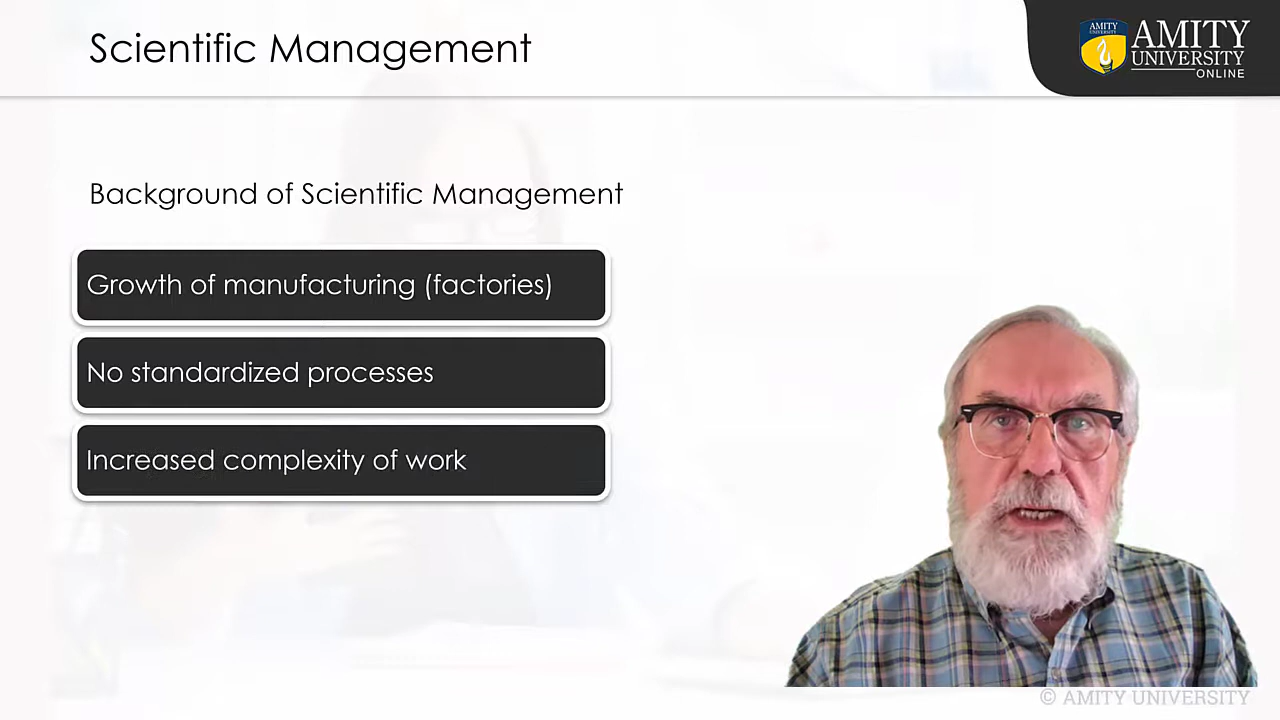 Scientific Management
AMITY
UNIVERSITY
AMITY
UNIVERSITY
ONLINE
Background of Scientific Management
Growth of manufacturing (factories)
No standardized processes
Increased complexity of work
© AMITY UNIVERSITY